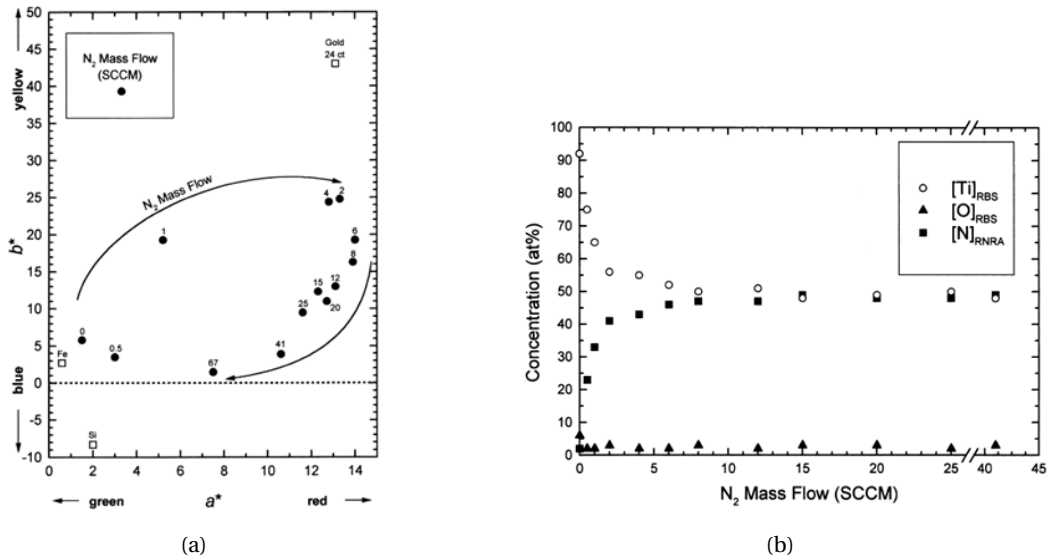 50
45
40
35
30
25
20
15
10
5
0
-5
-10
yellow
b*
blue
N₂ Mass Flow
(SCCM)
Gold
24 ct
N₂ Mass Flow
4
2
1
6
8
15
12
20
25
0
0.5
Fe
67
41
Si
0 2 4 6 8 10 12 14
green
a*
red
(a)
100
90
80
70
60
50
40
30
20
10
0
Concentration (at%)
[Ti]RBS
[O]RBS
[N]RNRA
0 5 10 15 20 25 40 45
N₂ Mass Flow (SCCM)
(b)